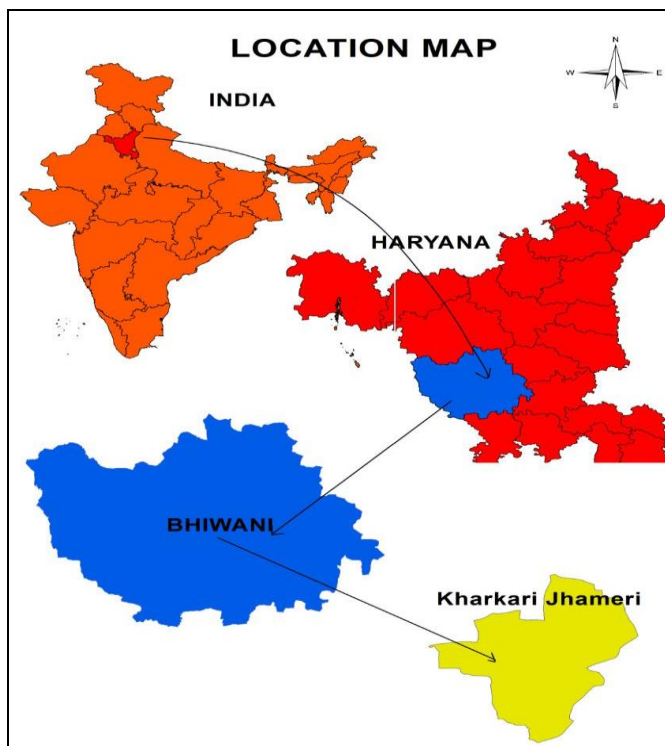 LOCATION MAP
N
W E
S
INDIA
HARYANA
BHIWANI
Kharkari Jhameri